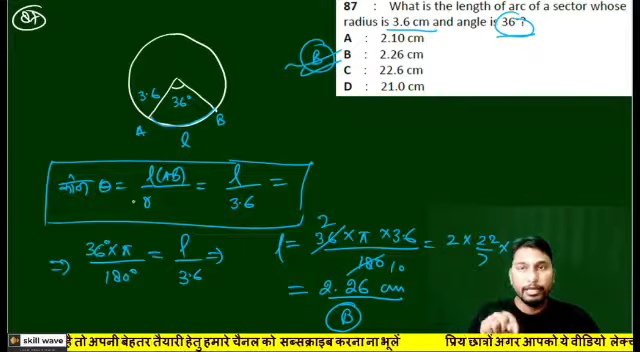 87
87 : What is the length of arc of a sector whose
radius is 3.6 cm and angle is 36 ?
A : 2.10 cm
B : 2.26 cm
C : 22.6 cm
D : 21.0 cm
B
3.6
36°
A
B
l
कोण θ = l(AB)/r = l/3.6 =
⇒ 36° × π / 180° = l/3.6 ⇒
l = 2 36 × π × 3.6 / 180 10 = 2 × 22/7 ×
= 2.26 cm
B
skill wave
है तो अपनी बेहतर तैयारी हेतु हमारे चैनल को सब्सक्राइब करना ना भूलें प्रिय छात्रों अगर आपको ये वीडियो लेक्